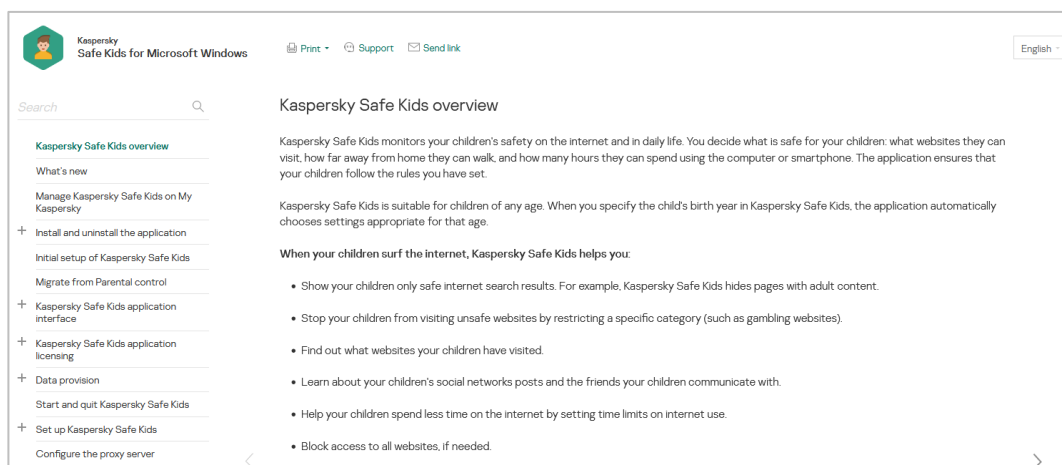 Kaspersky
Safe Kids for Microsoft Windows
Print
Support
Send link
English
Search
Kaspersky Safe Kids overview
What's new
Manage Kaspersky Safe Kids on My
Kaspersky
Install and uninstall the application
Initial setup of Kaspersky Safe Kids
Migrate from Parental control
Kaspersky Safe Kids application
interface
Kaspersky Safe Kids application
licensing
Data provision
Start and quit Kaspersky Safe Kids
Set up Kaspersky Safe Kids
Configure the proxy server
Kaspersky Safe Kids overview
Kaspersky Safe Kids monitors your children's safety on the internet and in daily life. You decide what is safe for your children: what websites they can
visit, how far away from home they can walk, and how many hours they can spend using the computer or smartphone. The application ensures that
your children follow the rules you have set.
Kaspersky Safe Kids is suitable for children of any age. When you specify the child's birth year in Kaspersky Safe Kids, the application automatically
chooses settings appropriate for that age.
When your children surf the internet, Kaspersky Safe Kids helps you:
• Show your children only safe internet search results. For example, Kaspersky Safe Kids hides pages with adult content.
• Stop your children from visiting unsafe websites by restricting a specific category (such as gambling websites).
• Find out what websites your children have visited.
• Learn about your children's social networks posts and the friends your children communicate with.
• Help your children spend less time on the internet by setting time limits on internet use.
• Block access to all websites, if needed.